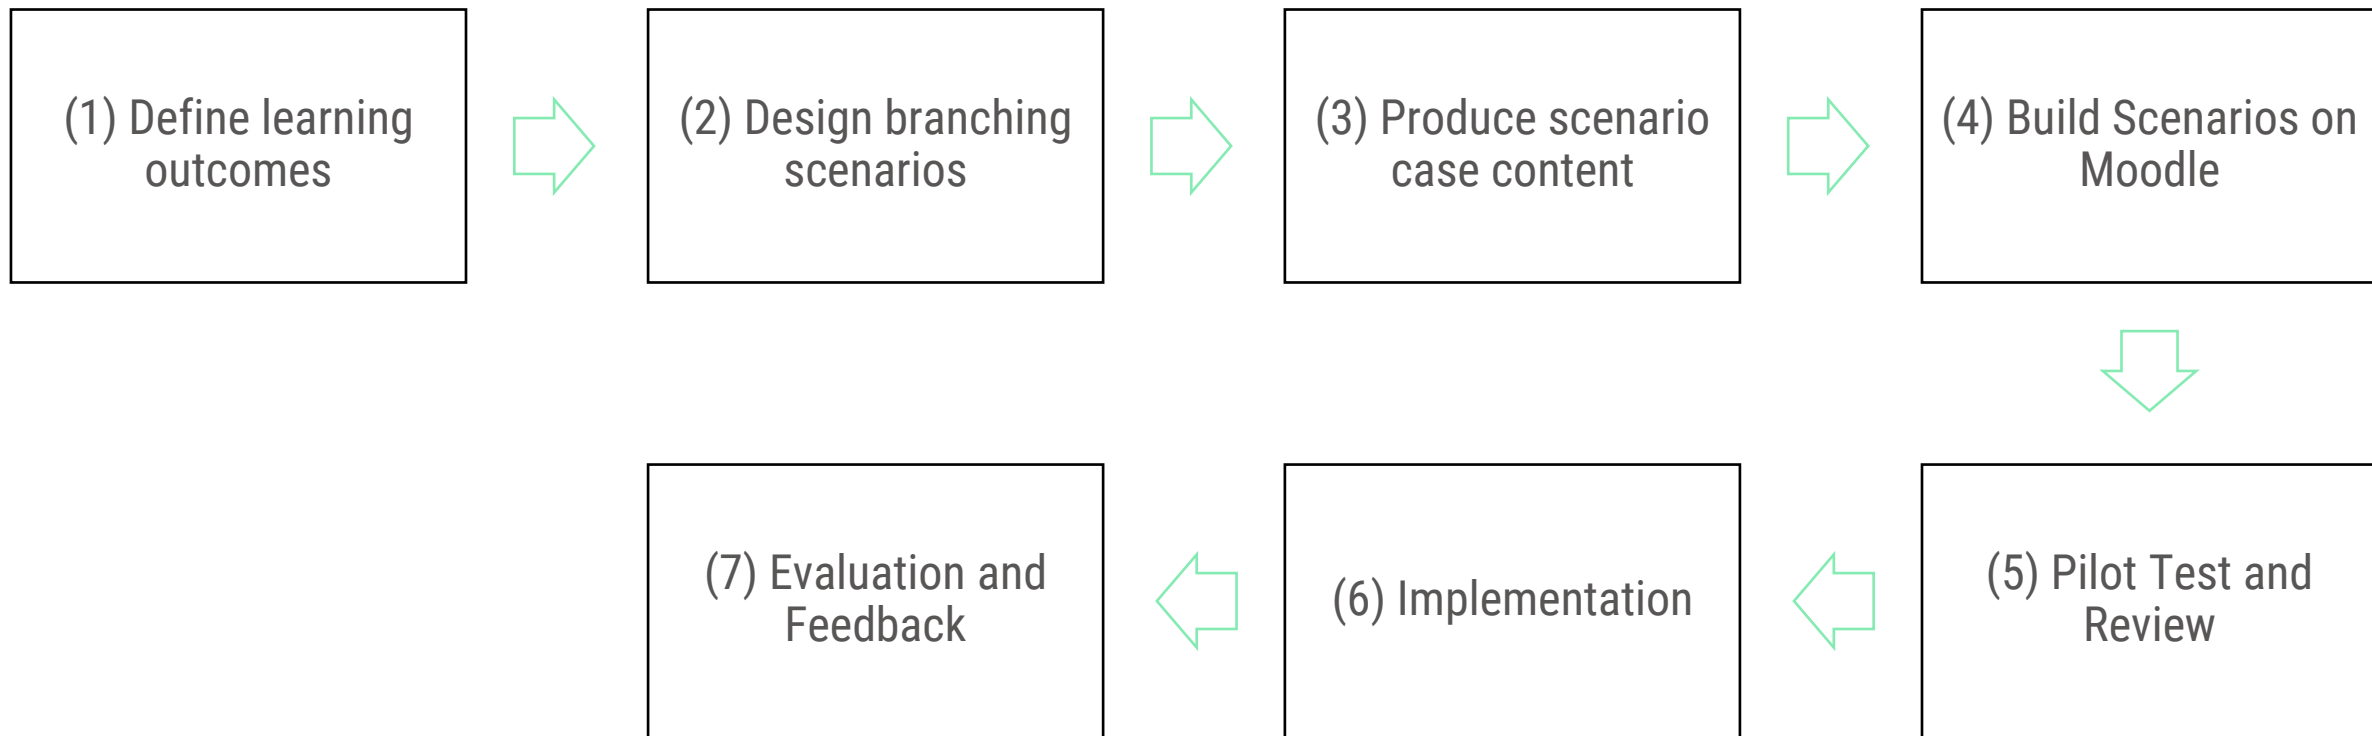 (1) Define learning
outcomes
(2) Design branching
scenarios
(3) Produce scenario
case content
(4) Build Scenarios on
Moodle
(5) Pilot Test and
Review
(6) Implementation
(7) Evaluation and
Feedback